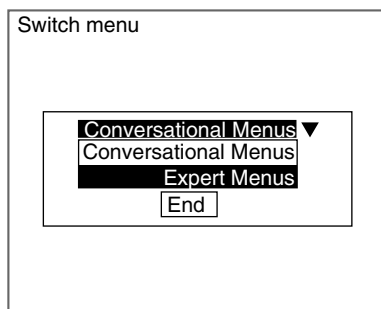 Switch menu
Conversational Menus ▼
Conversational Menus
Expert Menus
End